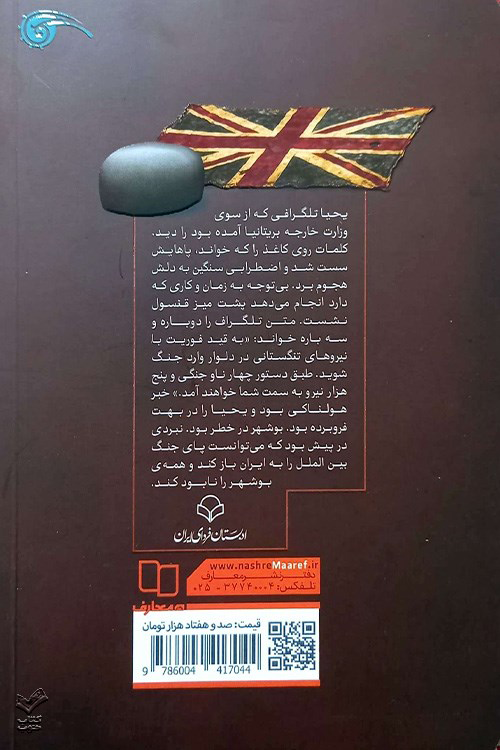 یحیا تلگرافی که از سوی
وزارت خارجه بریتانیا آمده بود را دید.
کلمات روی کاغذ را که خواند، پاهایش
سست شد و اضطرابی سنگین به دلش
هجوم برد. بی‌توجه به زمان و کاری که
دارد انجام می‌دهد پشت میز قنسول
نشست. متن تلگراف را دوباره و
سه باره خواند: «به قید فوریت با
نیروهای تنگستانی در دلوار وارد جنگ
شوید. طبق دستور چهار ناو جنگی و پنج
هزار نیرو به سمت شما خواهند آمد.» خبر
هولناکی بود و یحیا را در بهت
فروبرده بود. بوشهر در خطر بود. نبردی
در پیش بود که می‌توانست پای جنگ
بین الملل را به ایران باز کند و همه‌ی
بوشهر را نابود کند.
ادبستان فردای ایران
www.nashreMaaref.ir
دفتر نشر معارف
تلفکس: ۳۷۷۴۰۰۰۴ - ۰۲۵
نشر معارف
قیمت: صد و هفتاد هزار تومان
9 786004 417044